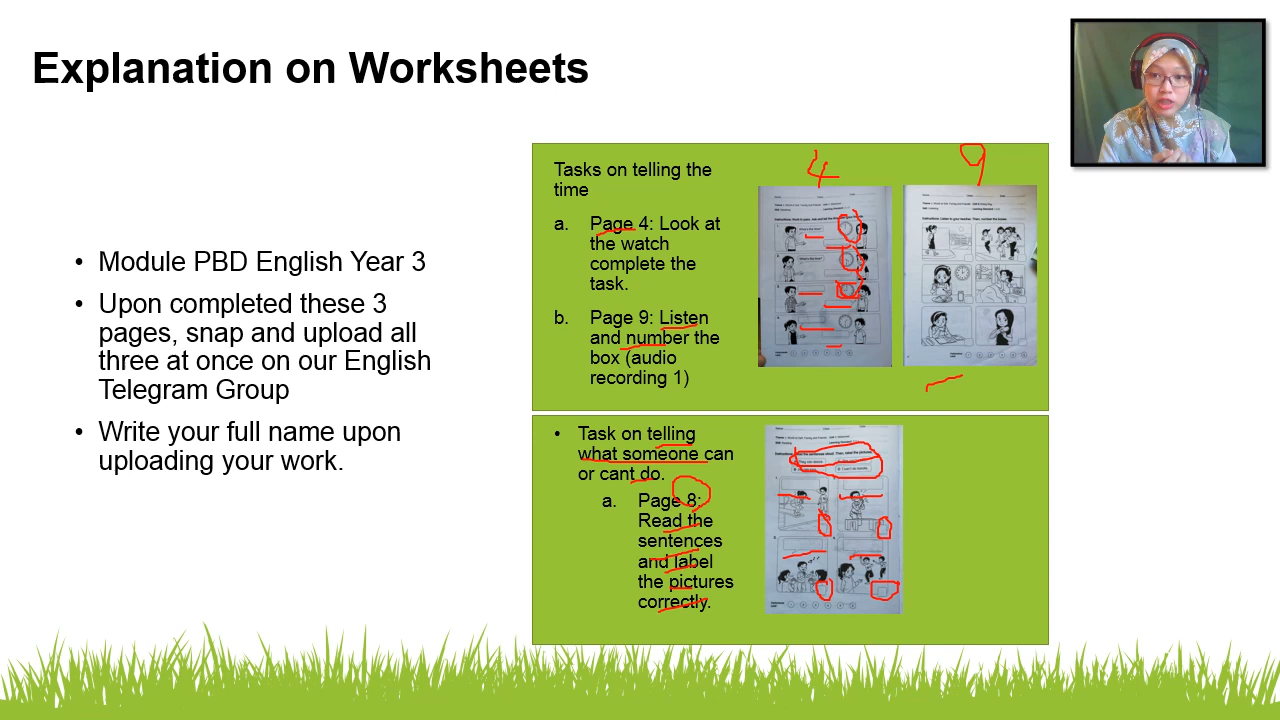 Explanation on Worksheets
• Module PBD English Year 3
• Upon completed these 3
pages, snap and upload all
three at once on our English
Telegram Group
• Write your full name upon
uploading your work.
Tasks on telling the
time
a. Page 4: Look at
the watch
complete the
task.
b. Page 9: Listen
and number the
box (audio
recording 1)
4
9
• Task on telling
what someone can
or cant do.
a. Page 8:
Read the
sentences
and label
the pictures
correctly.